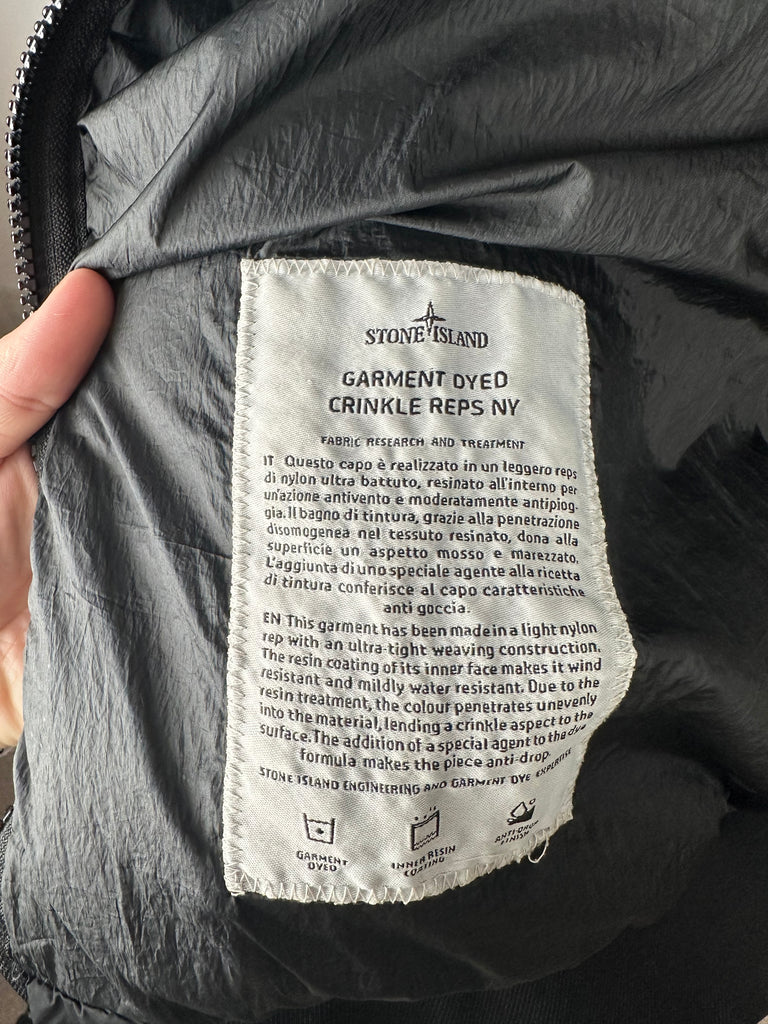 STONE ISLAND
GARMENT DYED
CRINKLE REPS NY
FABRIC RESEARCH AND TREATMENT
IT Questo capo è realizzato in un leggero reps
di nylon ultra battuto, resinato all'interno per
un'azione antivento e moderatamente antipiog-
gia. Il bagno di tintura, grazie alla penetrazione
disomogenea nel tessuto resinato, dona alla
superficie un aspetto mosso e marezzato.
L'aggiunta di uno speciale agente alla ricetta
di tintura conferisce al capo caratteristiche
anti goccia.
EN This garment has been made in a light nylon
rep with an ultra-tight weaving construction.
The resin coating of its inner face makes it wind
resistant and mildly water resistant. Due to the
resin treatment, the colour penetrates unevenly
into the material, lending a crinkle aspect to the
surface. The addition of a special agent to the dye
formula makes the piece anti-drop.
STONE ISLAND ENGINEERING AND GARMENT DYE EXPERTISE
GARMENT
DYED
INNER RESIN
COATING
ANTI-DROP
FINISH